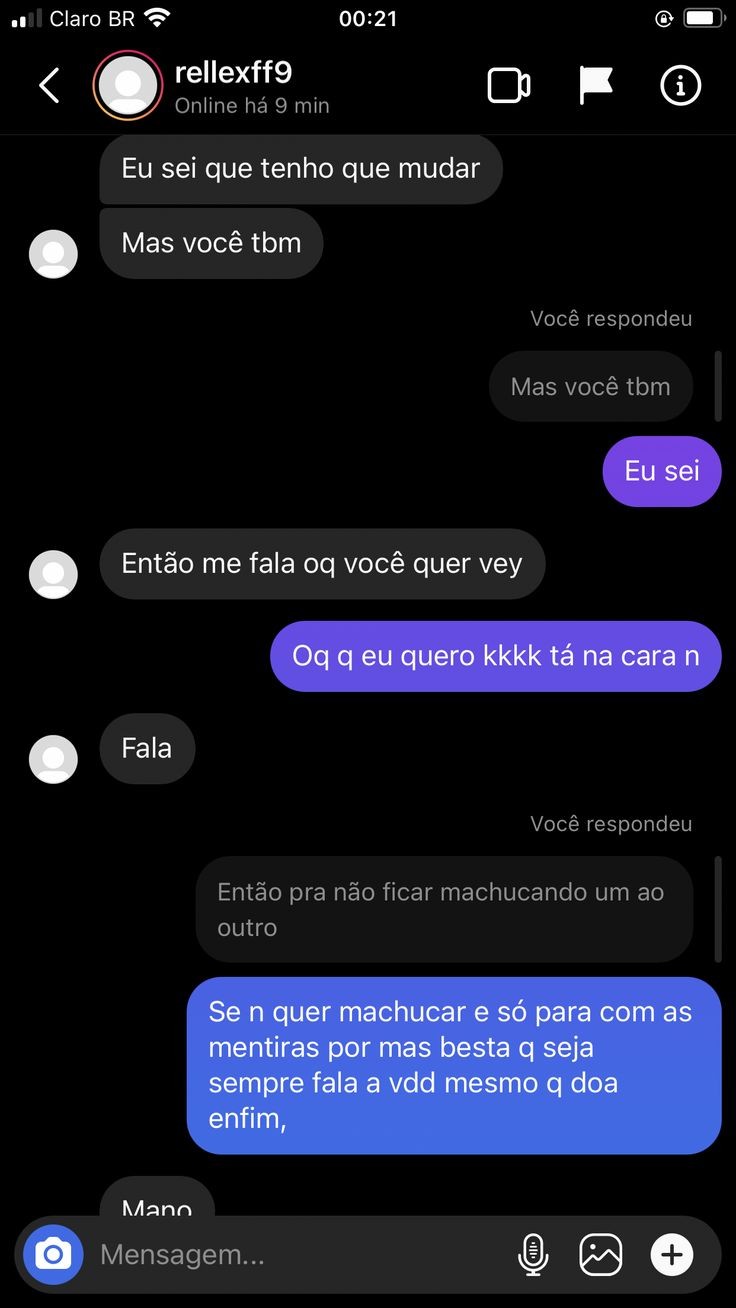 Claro BR
00:21
rellexff9
Online há 9 min
Eu sei que tenho que mudar
Mas você tbm
Você respondeu
Mas você tbm
Eu sei
Então me fala oq você quer vey
Oq q eu quero kkkk tá na cara n
Fala
Você respondeu
Então pra não ficar machucando um ao
outro
Se n quer machucar e só para com as
mentiras por mas besta q seja
sempre fala a vdd mesmo q doa
enfim,
Mano
Mensagem...